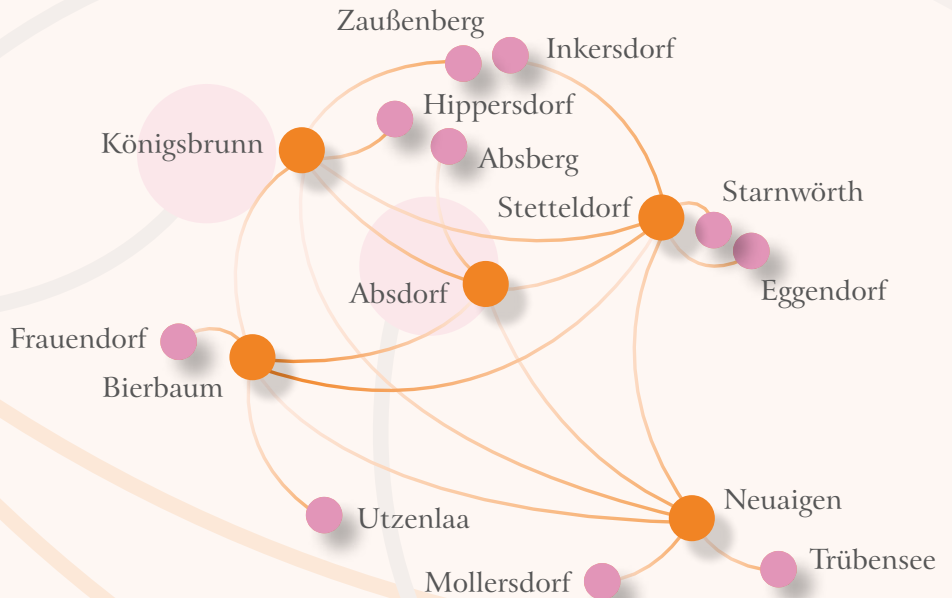 Zaußenberg
Inkersdorf
Hippersdorf
Königsbrunn
Absberg
Starnwörth
Stetteldorf
Absdorf
Eggendorf
Frauendorf
Bierbaum
Neuaigen
Utzenlaa
Trübensee
Mollersdorf